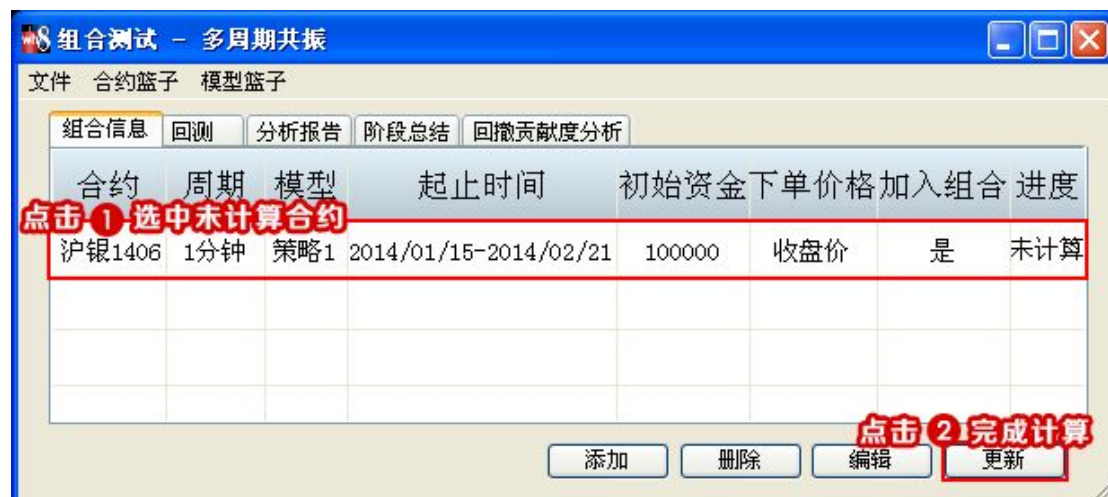 组合测试 - 多周期共振
文件 合约篮子 模型篮子
组合信息 回测 分析报告 阶段总结 回撤贡献度分析
合约 周期 模型 起止时间 初始资金 下单价格 加入组合 进度
点击 1 选中未计算合约
沪银1406 1分钟 策略1 2014/01/15-2014/02/21 100000 收盘价 是 未计算
点击 2 完成计算
添加 删除 编辑 更新